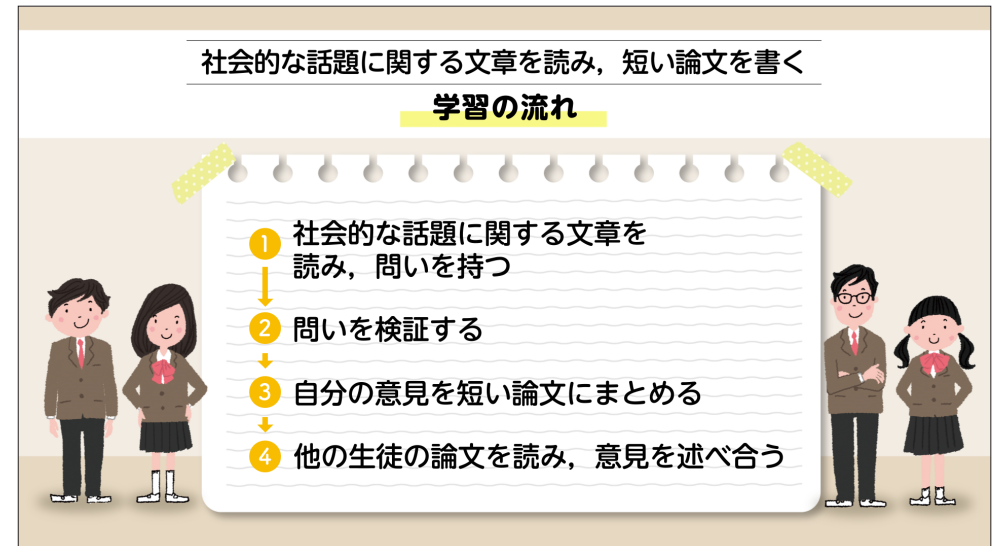 社会的な話題に関する文章を読み，短い論文を書く
学習の流れ
1 社会的な話題に関する文章を
読み，問いを持つ
2 問いを検証する
3 自分の意見を短い論文にまとめる
4 他の生徒の論文を読み，意見を述べ合う